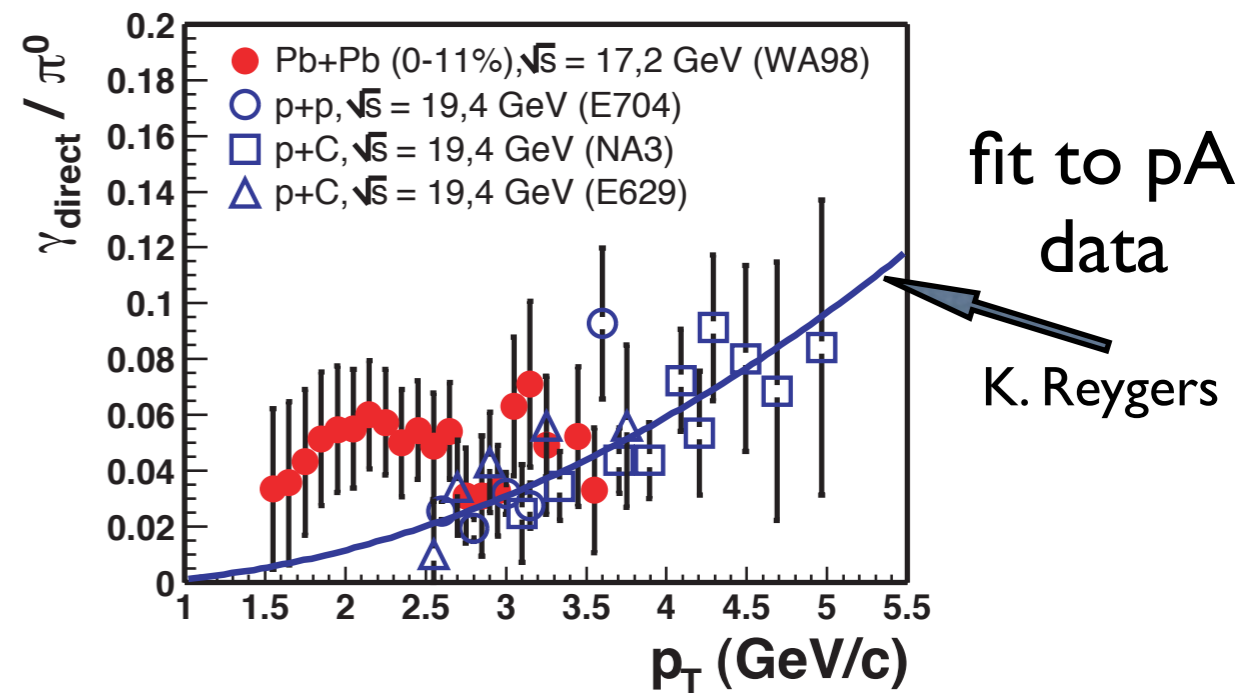 γdirect / π0
0.2
0.18
0.16
0.14
0.12
0.1
0.08
0.06
0.04
0.02
0
Pb+Pb (0-11%),√s = 17,2 GeV (WA98)
p+p,√s = 19,4 GeV (E704)
p+C,√s = 19,4 GeV (NA3)
p+C,√s = 19,4 GeV (E629)
1 1.5 2 2.5 3 3.5 4 4.5 5 5.5
pT (GeV/c)
fit to pA
data
K. Reygers